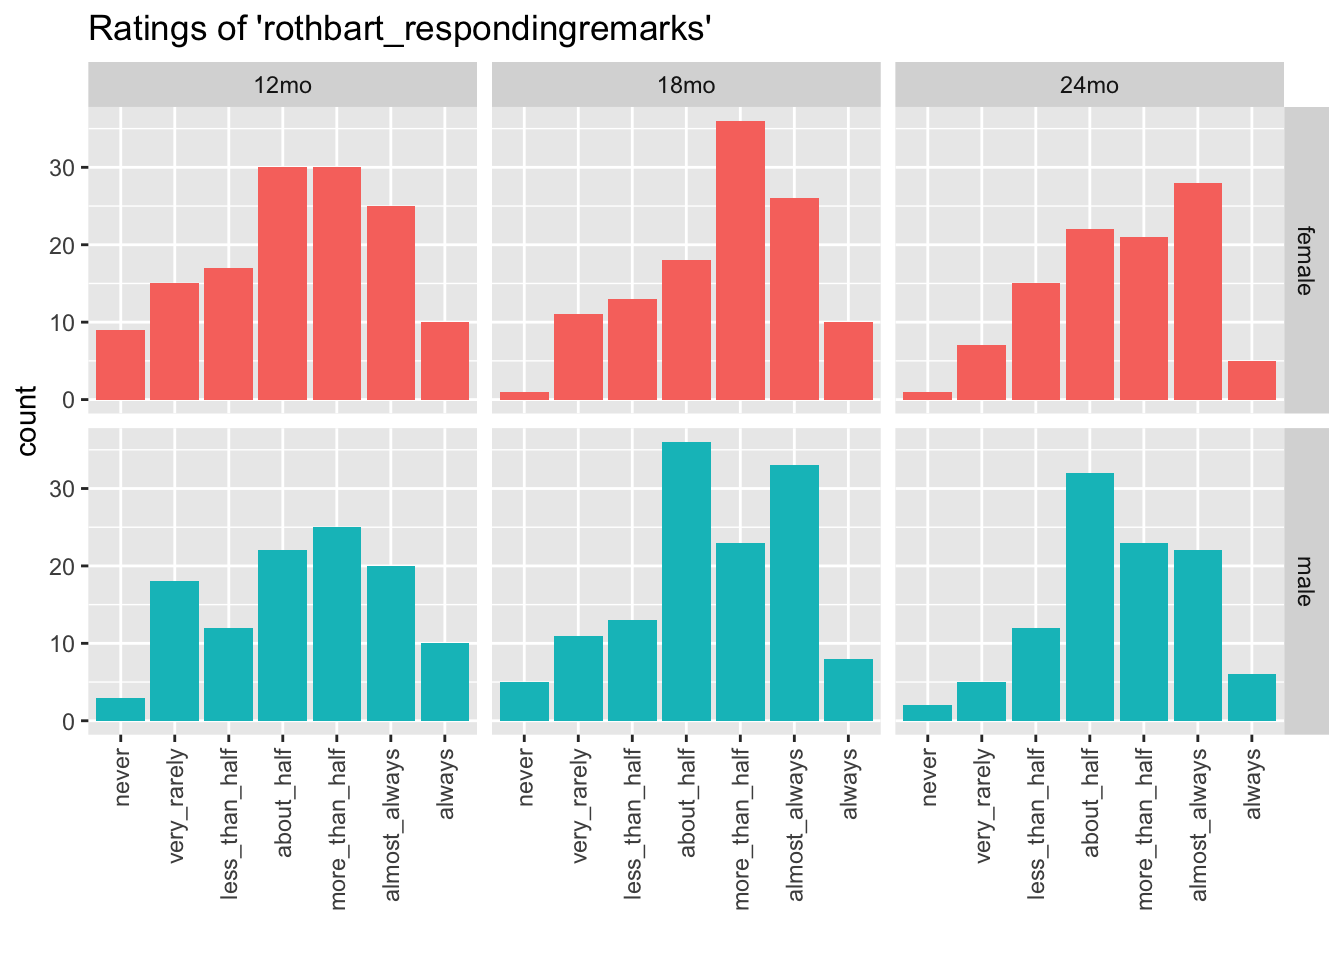 Ratings of 'rothbart_respondingremarks'
12mo 18mo 24mo
30
20
10
0
female
count
30
20
10
0
male
never very_rarely less_than_half about_half more_than_half almost_always always
never very_rarely less_than_half about_half more_than_half almost_always always
never very_rarely less_than_half about_half more_than_half almost_always always